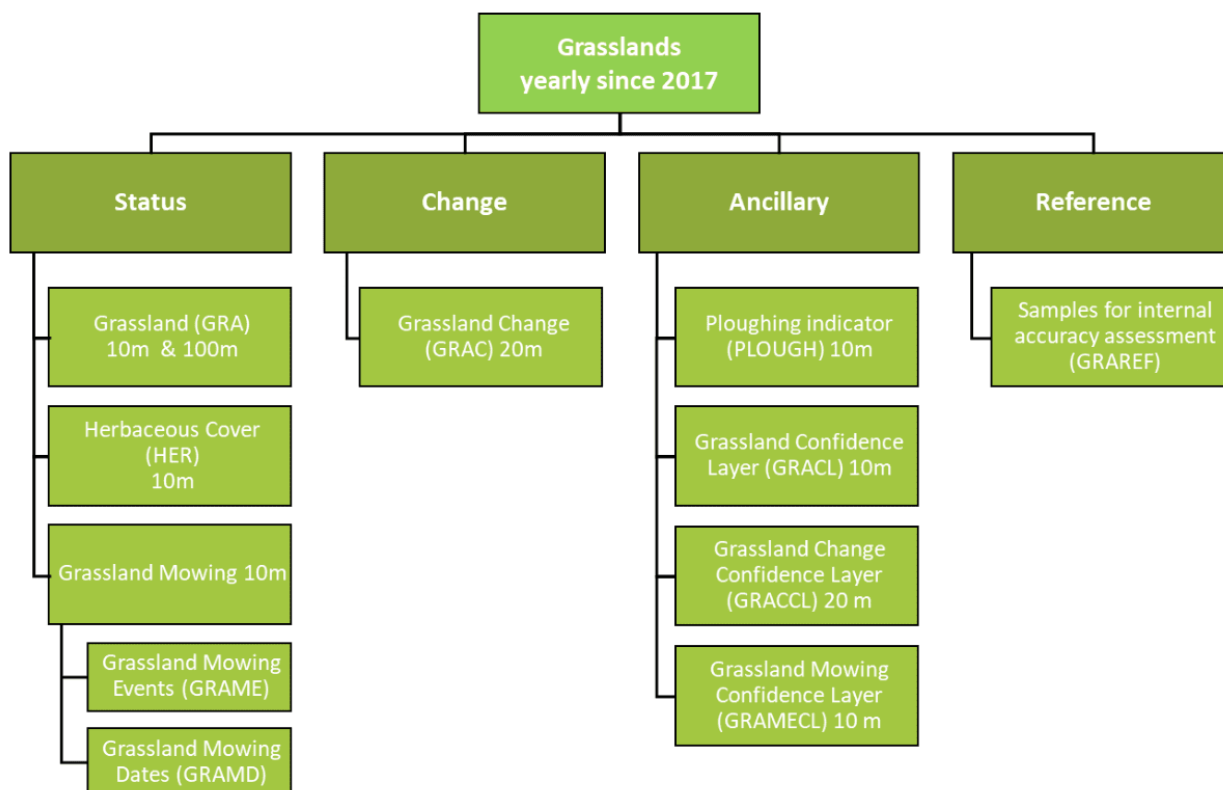 Grasslands
yearly since 2017
Status
Change
Ancillary
Reference
Grassland (GRA)
10m & 100m
Herbaceous Cover
(HER)
10m
Grassland Mowing 10m
Grassland Mowing
Events (GRAME)
Grassland Mowing
Dates (GRAMD)
Grassland Change
(GRAC) 20m
Ploughing indicator
(PLOUGH) 10m
Grassland Confidence
Layer (GRACL) 10m
Grassland Change
Confidence Layer
(GRACCL) 20 m
Grassland Mowing
Confidence Layer
(GRAMECL) 10 m
Samples for internal
accuracy assessment
(GRAREF)